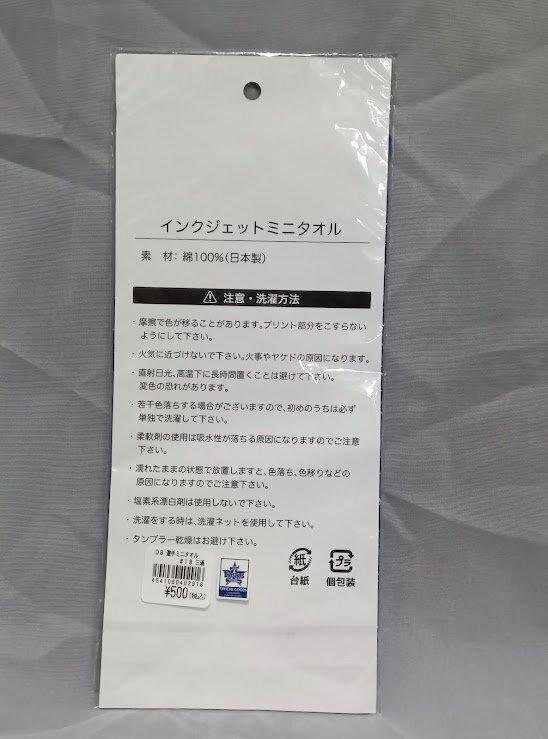 インクジェットミニタオル
素　材：綿100%（日本製）
⚠ 注意・洗濯方法
・摩擦で色が移ることがあります。プリント部分をこすらない
ようにして下さい。
・火気に近づけないで下さい。火事やヤケドの原因になります。
・直射日光、高温下に長時間置くことは避けて下さい。
変色の恐れがあります。
・若干色落ちする場合がございますので、初めのうちは必ず
単独で洗濯して下さい。
・柔軟剤の使用は吸水性が落ちる原因になりますのでご注意
下さい。
・濡れたままの状態で放置しますと、色落ち、色移りなどの
原因になりますのでご注意下さい。
・塩素系漂白剤は使用しないで下さい。
・洗濯をする時は、洗濯ネットを使用して下さい。
・タンブラー乾燥はお避け下さい。
DB 選手ミニタオル
#18 三浦
4541060402918
¥500(税込)
紙
台紙
プラ
個包装